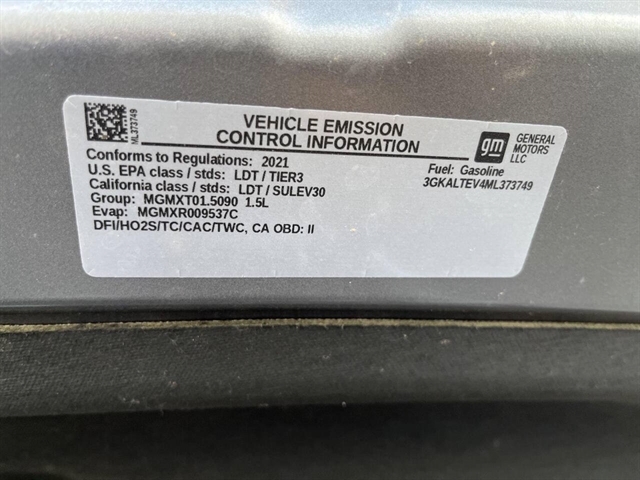 ML373749
VEHICLE EMISSION
CONTROL INFORMATION
gm
GENERAL
MOTORS
LLC
Conforms to Regulations: 2021
U.S. EPA class / stds: LDT / TIER3
California class / stds: LDT / SULEV30
Group: MGMXT01.5090 1.5L
Evap: MGMXR009537C
DFI/HO2S/TC/CAC/TWC, CA OBD: II
Fuel: Gasoline
3GKALTEV4ML373749